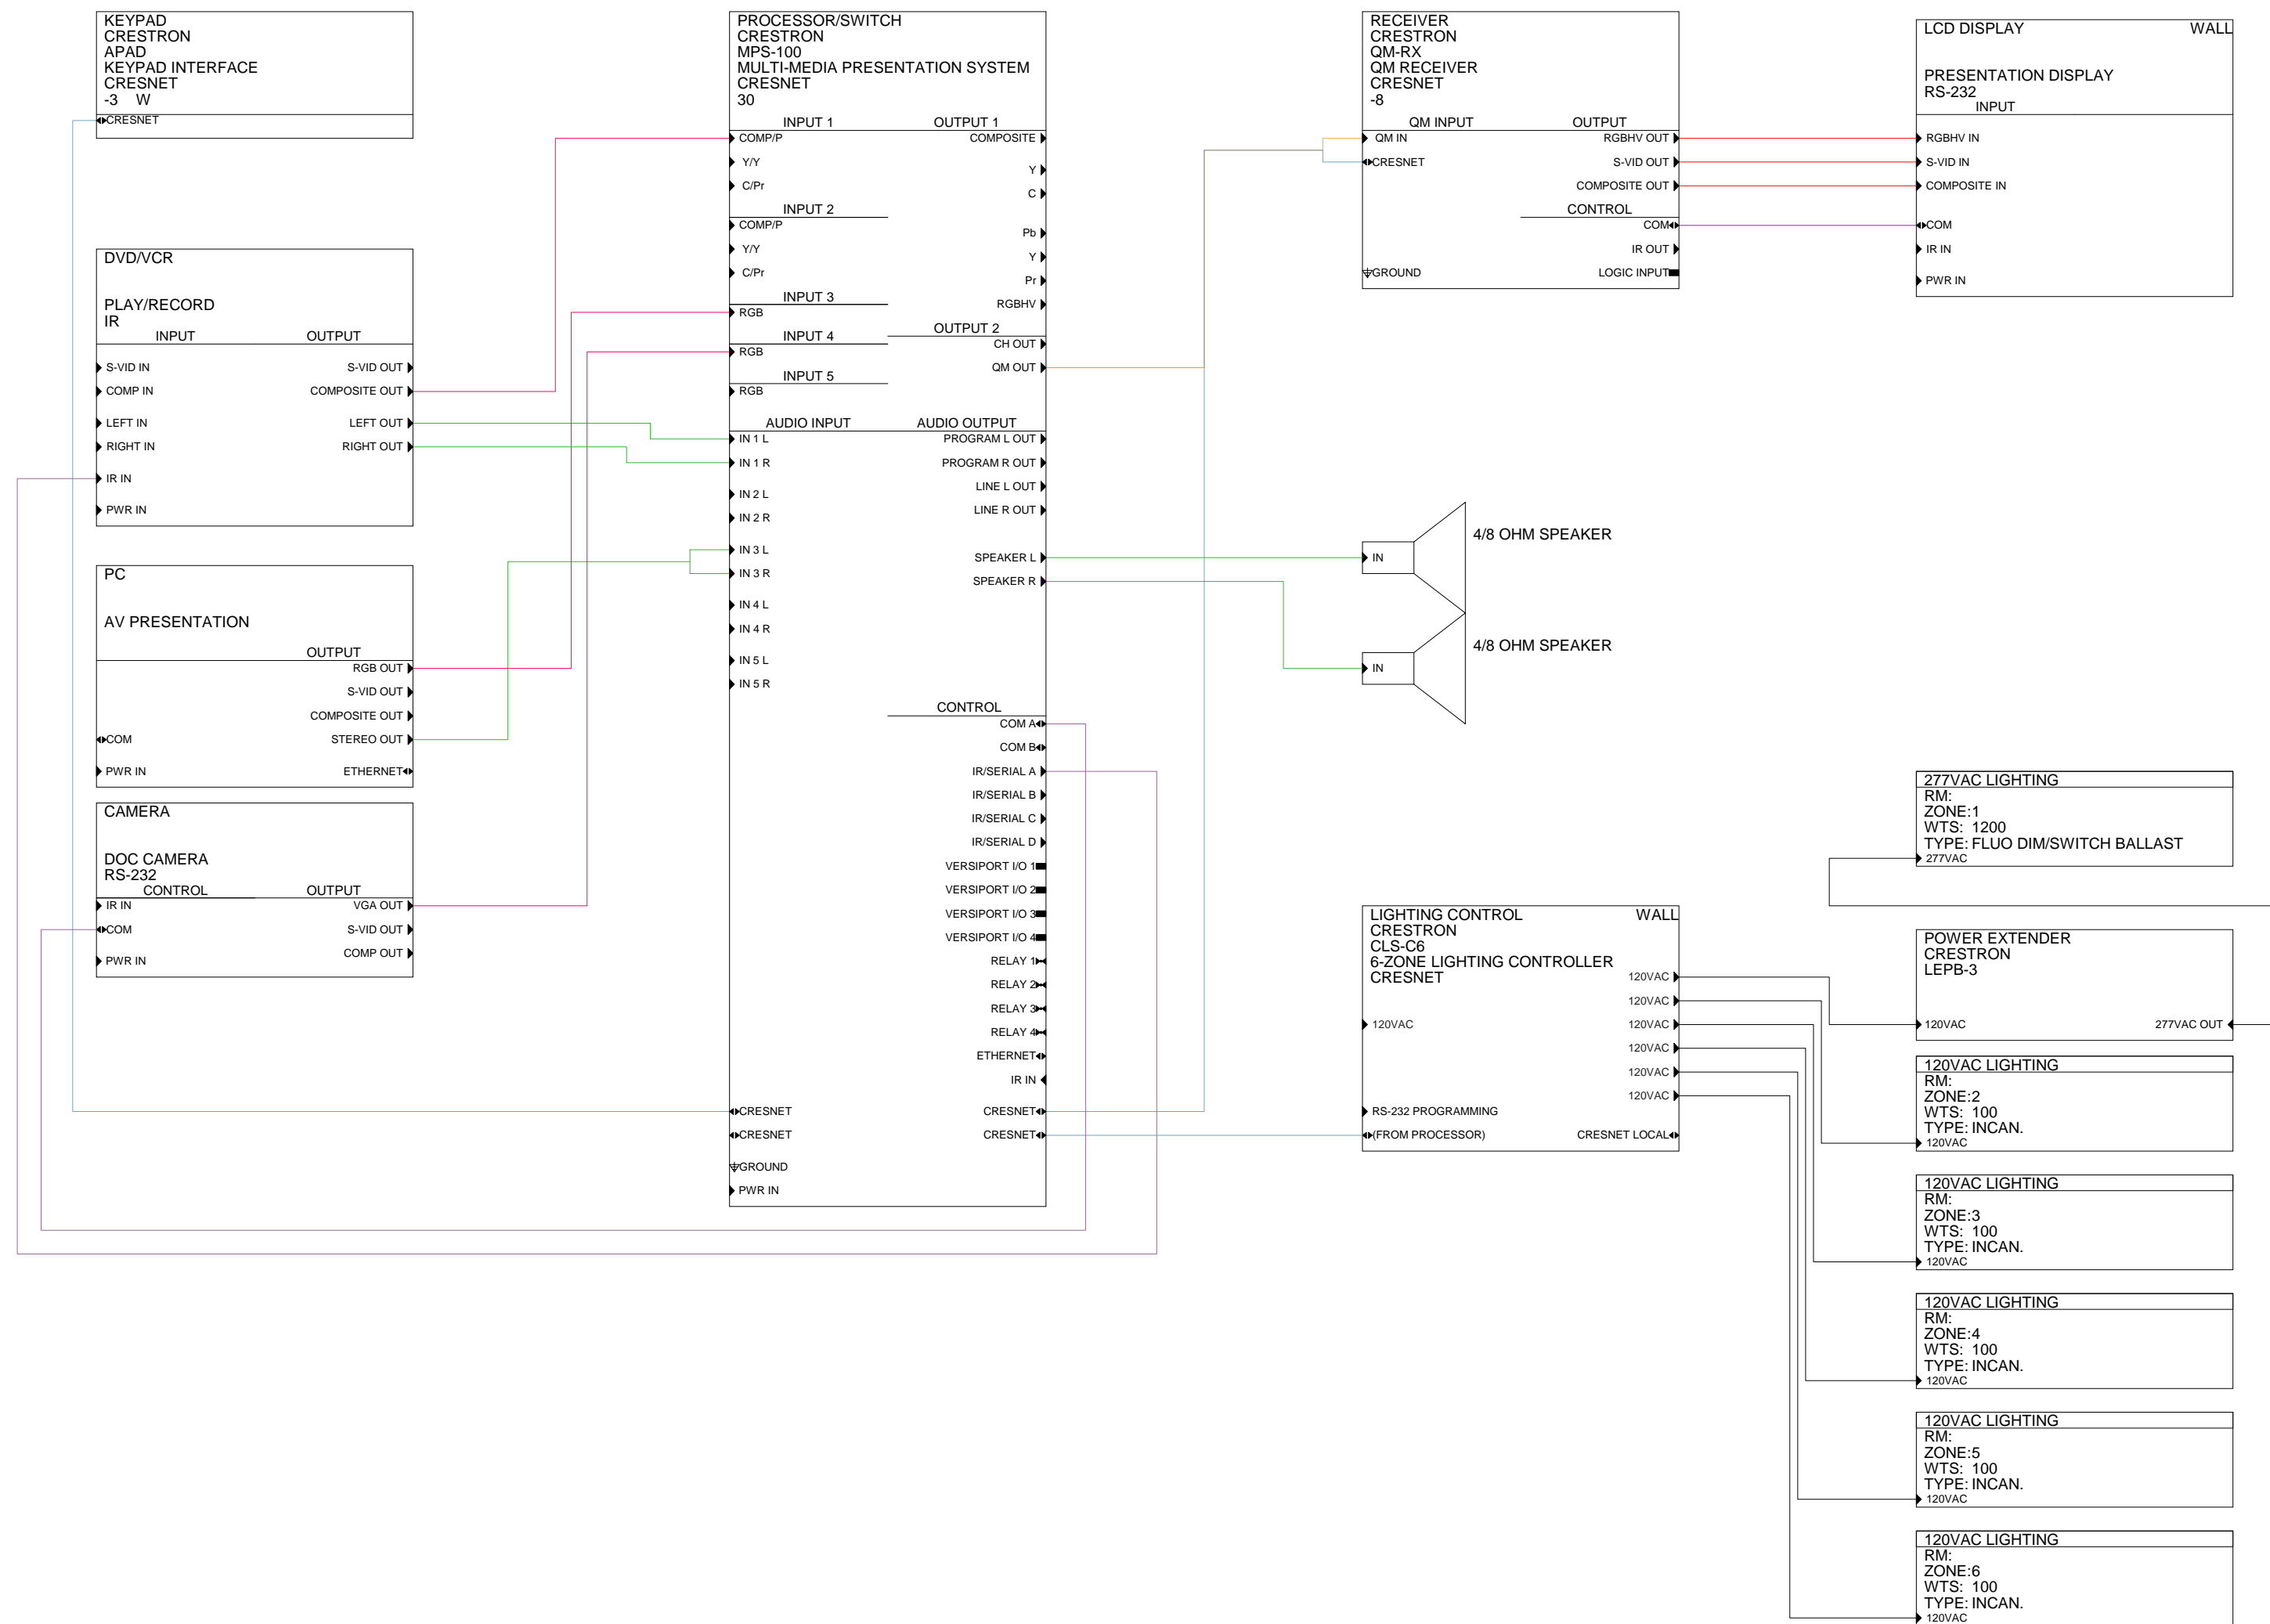 KEYPAD
CRESTRON
APAD
KEYPAD INTERFACE
CRESNET
-3 W
CRESNET
DVD/VCR
PLAY/RECORD
IR
INPUT OUTPUT
S-VID IN S-VID OUT
COMP IN COMPOSITE OUT
LEFT IN LEFT OUT
RIGHT IN RIGHT OUT
IR IN
PWR IN
PC
AV PRESENTATION
OUTPUT
RGB OUT
S-VID OUT
COMPOSITE OUT
COM STEREO OUT
PWR IN ETHERNET
CAMERA
DOC CAMERA
RS-232
CONTROL OUTPUT
IR IN VGA OUT
COM S-VID OUT
COMP OUT
PWR IN
PROCESSOR/SWITCH
CRESTRON
MPS-100
MULTI-MEDIA PRESENTATION SYSTEM
CRESNET
30
INPUT 1 OUTPUT 1
COMP/P COMPOSITE
Y/Y Y
C/Pr C
INPUT 2
COMP/P Pb
Y/Y Y
C/Pr Pr
INPUT 3 RGBHV
RGB
INPUT 4 OUTPUT 2
RGB CH OUT
INPUT 5 QM OUT
RGB
AUDIO INPUT AUDIO OUTPUT
IN 1 L PROGRAM L OUT
IN 1 R PROGRAM R OUT
IN 2 L LINE L OUT
IN 2 R LINE R OUT
IN 3 L SPEAKER L
IN 3 R SPEAKER R
IN 4 L
IN 4 R
IN 5 L
IN 5 R
CONTROL
COM A
COM B
IR/SERIAL A
IR/SERIAL B
IR/SERIAL C
IR/SERIAL D
VERSIPORT I/O 1
VERSIPORT I/O 2
VERSIPORT I/O 3
VERSIPORT I/O 4
RELAY 1
RELAY 2
RELAY 3
RELAY 4
ETHERNET
IR IN
CRESNET CRESNET
CRESNET CRESNET
GROUND
PWR IN
RECEIVER
CRESTRON
QM-RX
QM RECEIVER
CRESNET
-8
QM INPUT OUTPUT
QM IN RGBHV OUT
CRESNET S-VID OUT
COMPOSITE OUT
CONTROL
COM
IR OUT
GROUND LOGIC INPUT
LCD DISPLAY WALL
PRESENTATION DISPLAY
RS-232
INPUT
RGBHV IN
S-VID IN
COMPOSITE IN
COM
IR IN
PWR IN
4/8 OHM SPEAKER
IN
4/8 OHM SPEAKER
IN
LIGHTING CONTROL WALL
CRESTRON
CLS-C6
6-ZONE LIGHTING CONTROLLER
CRESNET
120VAC
120VAC
120VAC 120VAC
120VAC
120VAC
120VAC
RS-232 PROGRAMMING
(FROM PROCESSOR) CRESNET LOCAL
277VAC LIGHTING
RM:
ZONE:1
WTS: 1200
TYPE: FLUO DIM/SWITCH BALLAST
277VAC
POWER EXTENDER
CRESTRON
LEPB-3
120VAC 277VAC OUT
120VAC LIGHTING
RM:
ZONE:2
WTS: 100
TYPE: INCAN.
120VAC
120VAC LIGHTING
RM:
ZONE:3
WTS: 100
TYPE: INCAN.
120VAC
120VAC LIGHTING
RM:
ZONE:4
WTS: 100
TYPE: INCAN.
120VAC
120VAC LIGHTING
RM:
ZONE:5
WTS: 100
TYPE: INCAN.
120VAC
120VAC LIGHTING
RM:
ZONE:6
WTS: 100
TYPE: INCAN.
120VAC